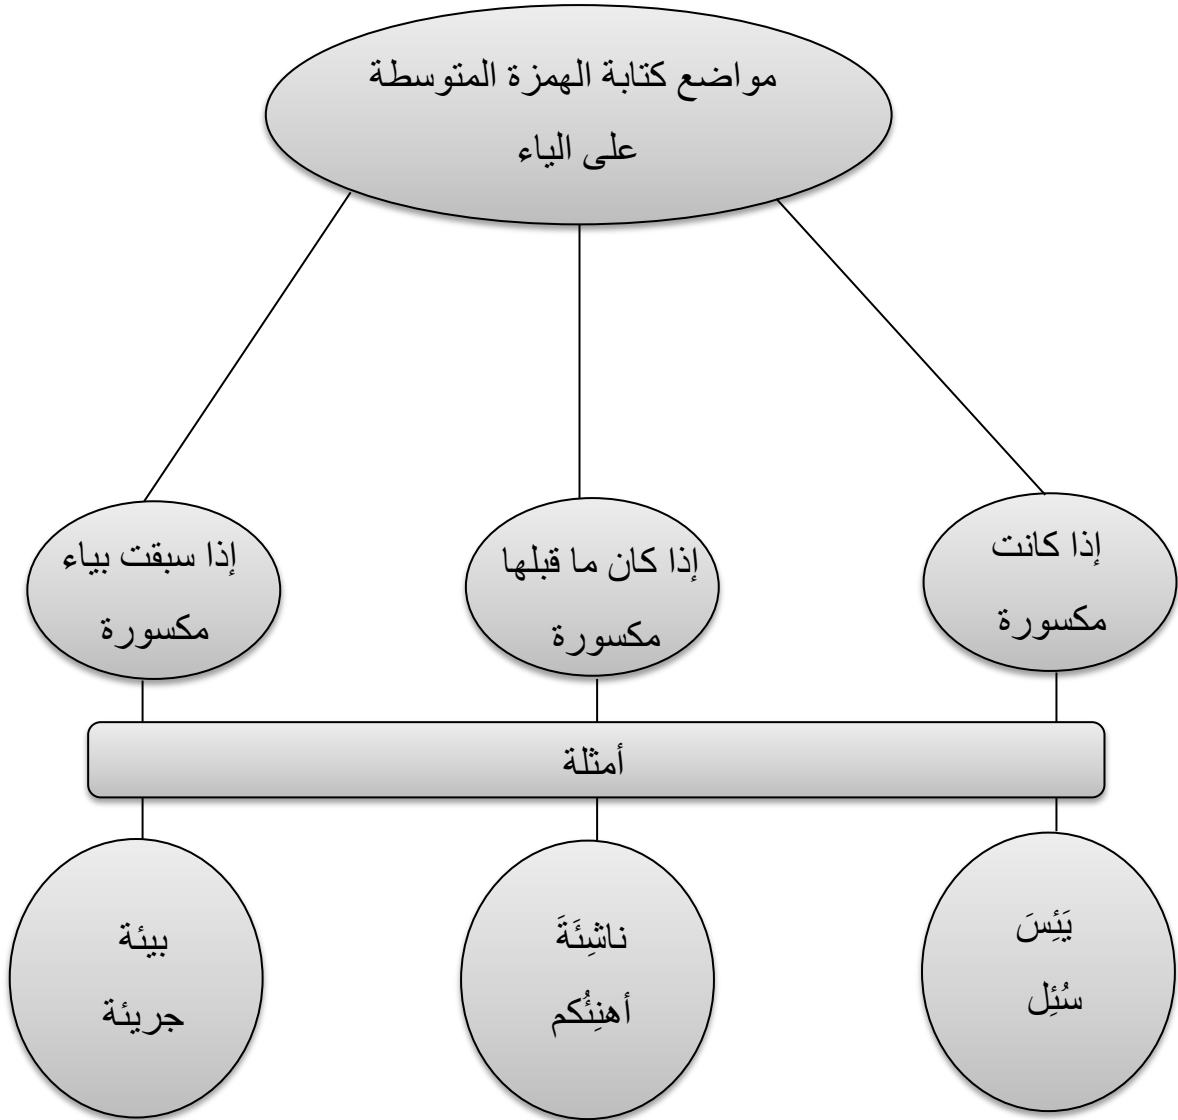 مواضع كتابة الهمزة المتوسطة
على الياء
إذا كانت
مكسورة
إذا كان ما قبلها
مكسورة
إذا سبقت بياء
مكسورة
أمثلة
يَئِسَ
سُئِل
ناشِئَةَ
أهنِئُكم
بيئة
جريئة